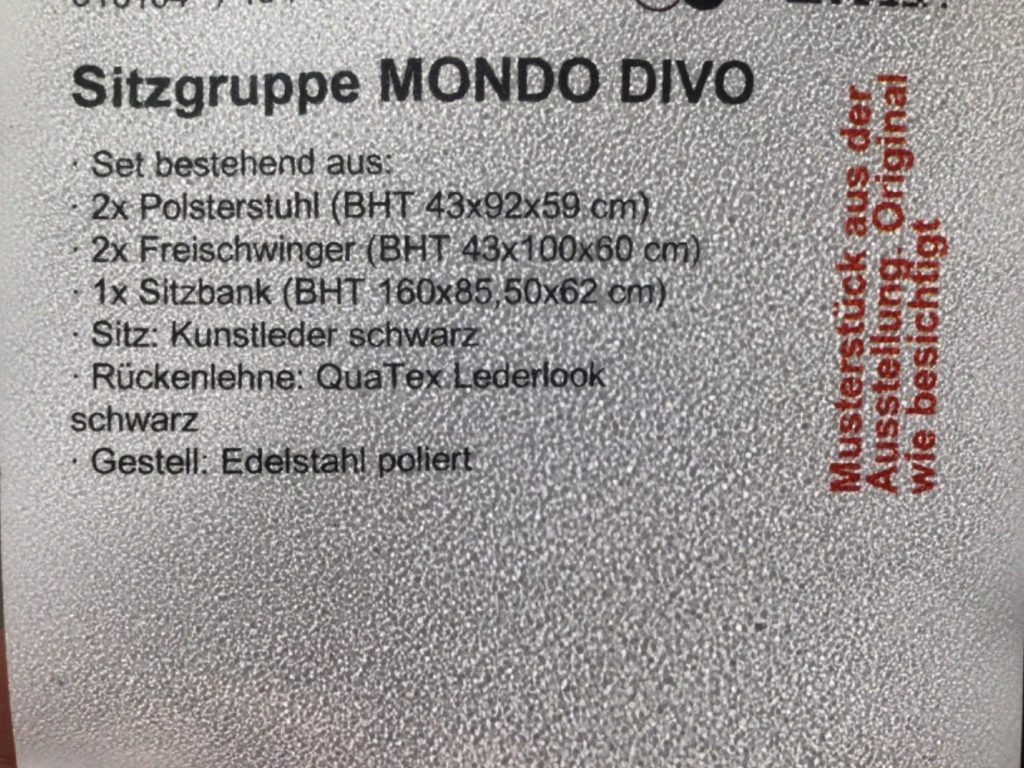 Sitzgruppe MONDO DIVO
· Set bestehend aus:
· 2x Polsterstuhl (BHT 43x92x59 cm)
· 2x Freischwinger (BHT 43x100x60 cm)
· 1x Sitzbank (BHT 160x85,50x62 cm)
· Sitz: Kunstleder schwarz
· Rückenlehne: QuaTex Lederlook
schwarz
· Gestell: Edelstahl poliert
Musterstück aus der
Ausstellung. Original
wie besichtigt